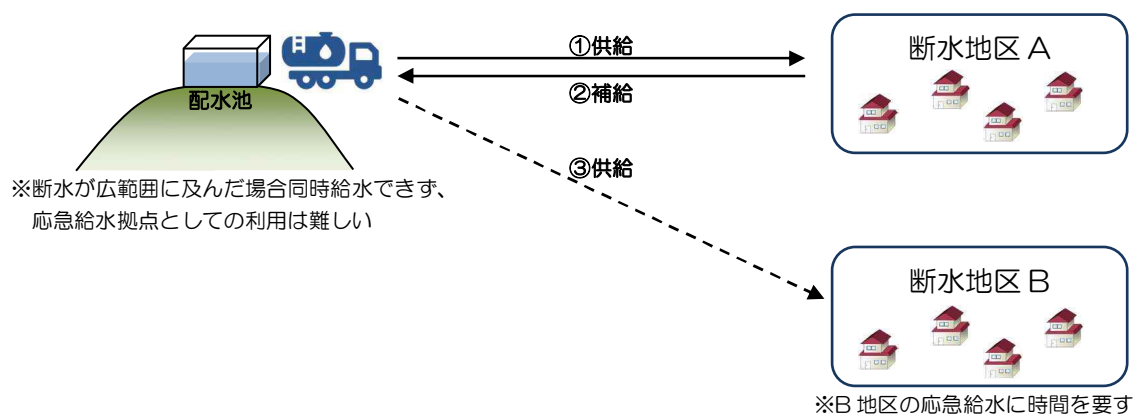 ①供給
断水地区 A
②補給
配水池
③供給
※断水が広範囲に及んだ場合同時給水できず、
応急給水拠点としての利用は難しい
断水地区 B
※B 地区の応急給水に時間を要す